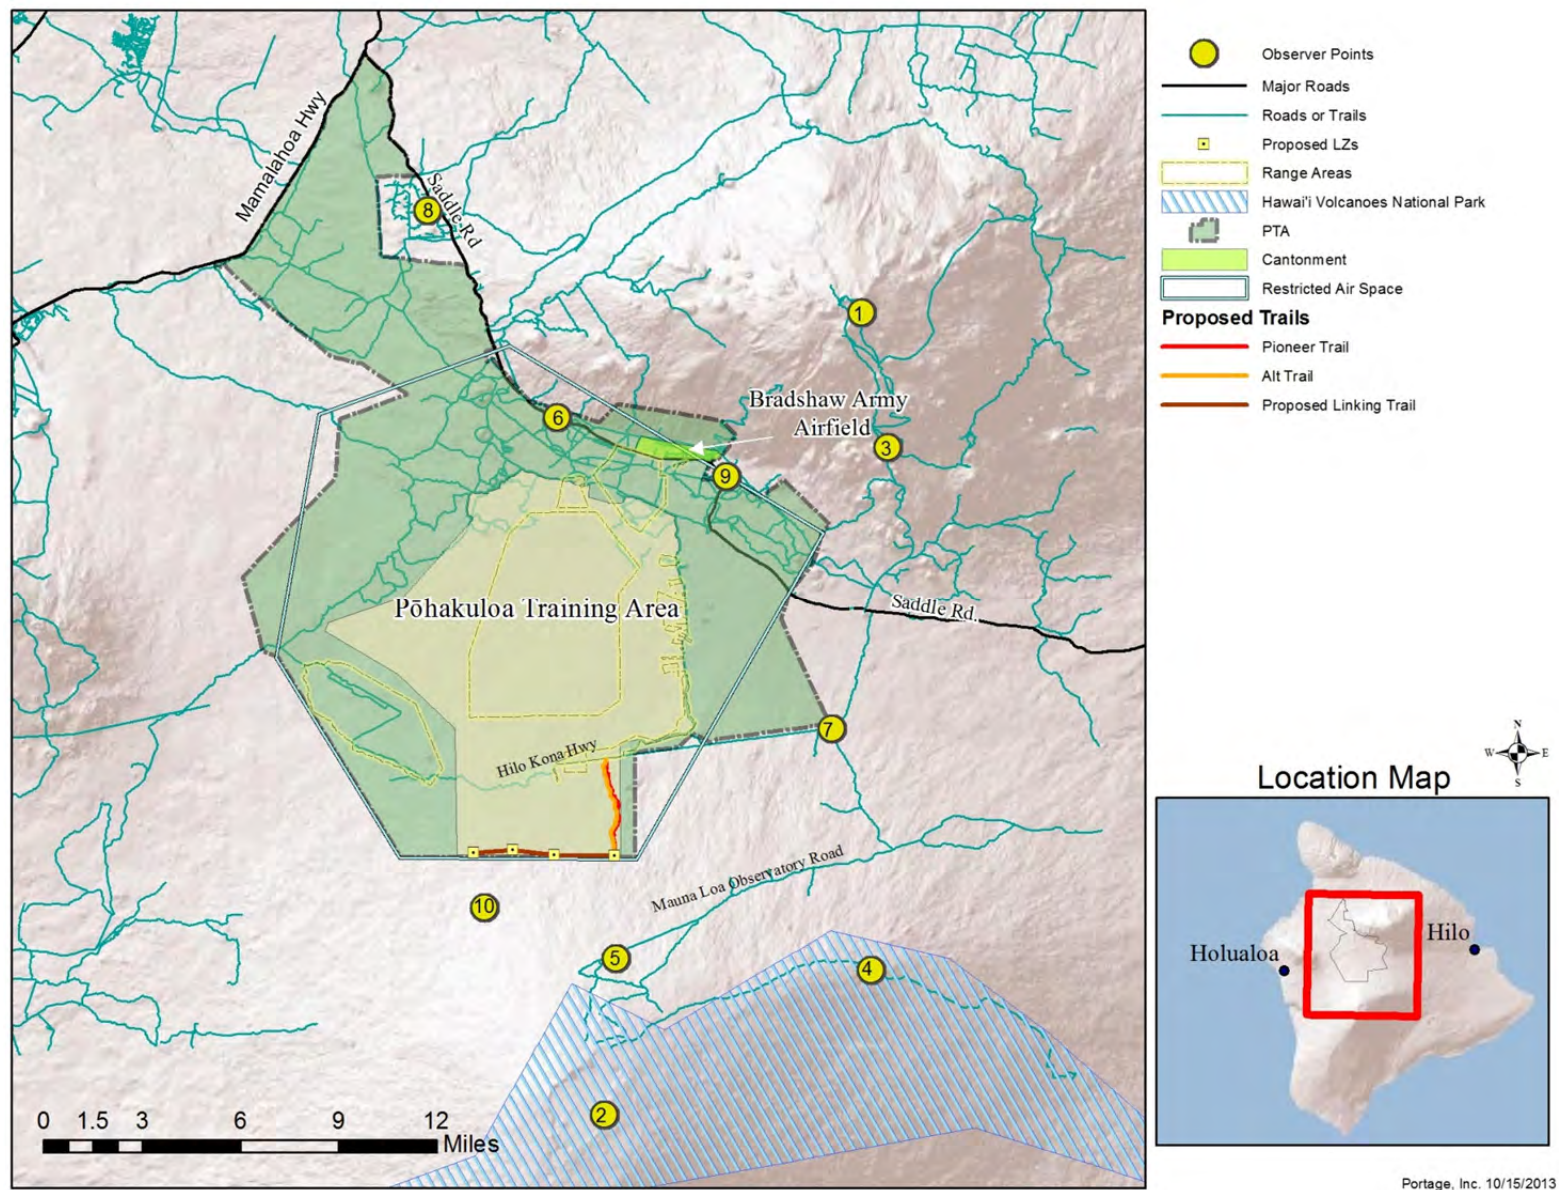 Observer Points
Major Roads
Roads or Trails
Proposed LZs
Range Areas
Hawai'i Volcanoes National Park
PTA
Cantonment
Restricted Air Space
Proposed Trails
Pioneer Trail
Alt Trail
Proposed Linking Trail
Mamalahoa Hwy
Saddle Rd
8
1
Bradshaw Army
Airfield
6
3
9
Pōhakuloa Training Area
Saddle Rd.
7
Hilo Kona Hwy
Mauna Loa Observatory Road
10
5
4
2
0 1.5 3 6 9 12
Miles
N
W E
S
Location Map
Hilo
Holualoa
Portage, Inc. 10/15/2013